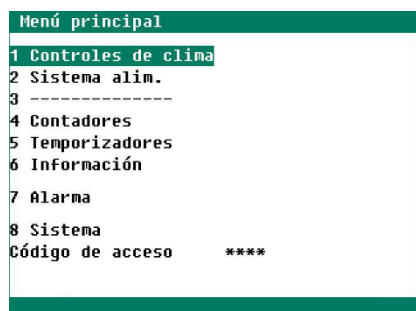 Menú principal
1 Controles de clima
2 Sistema alim.
3 --------------
4 Contadores
5 Temporizadores
6 Información
7 Alarma
8 Sistema
Código de acceso ****